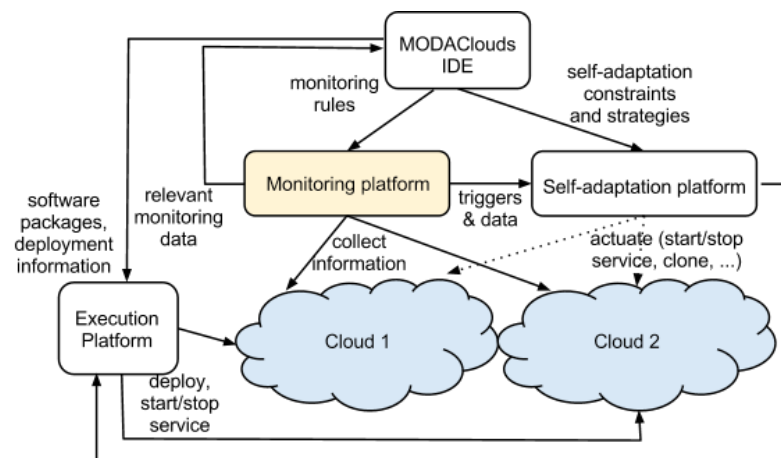 MODAClouds
IDE
monitoring
rules
self-adaptation
constraints
and strategies
Monitoring platform
triggers
& data
Self-adaptation platform
software
packages,
deployment
information
relevant
monitoring
data
collect
information
actuate (start/stop
service, clone, ...)
Execution
Platform
Cloud 1
Cloud 2
deploy,
start/stop
service